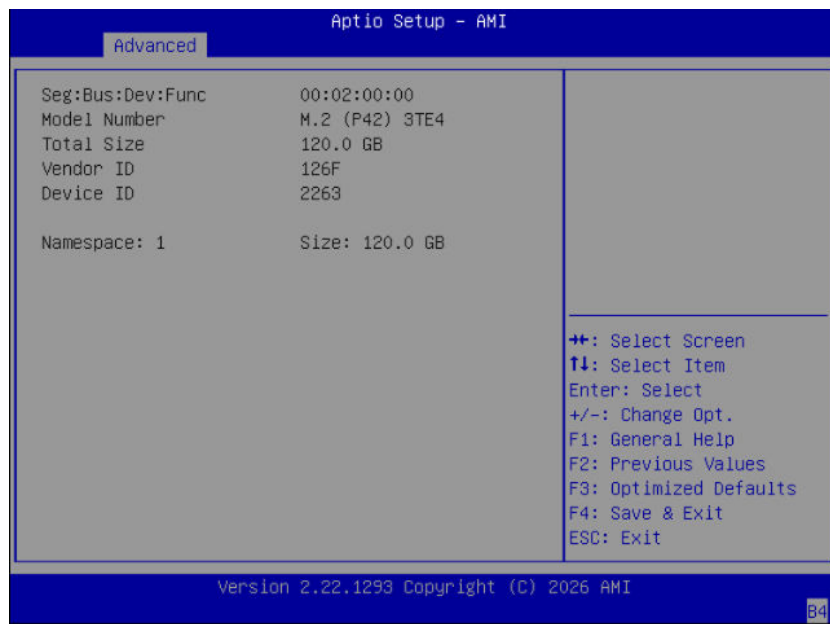 Aptio Setup – AMI
Advanced
Seg:Bus:Dev:Func 00:02:00:00
Model Number M.2 (P42) 3TE4
Total Size 120.0 GB
Vendor ID 126F
Device ID 2263
Namespace: 1 Size: 120.0 GB
→←: Select Screen
↑↓: Select Item
Enter: Select
+/-: Change Opt.
F1: General Help
F2: Previous Values
F3: Optimized Defaults
F4: Save & Exit
ESC: Exit
Version 2.22.1293 Copyright (C) 2026 AMI
B4